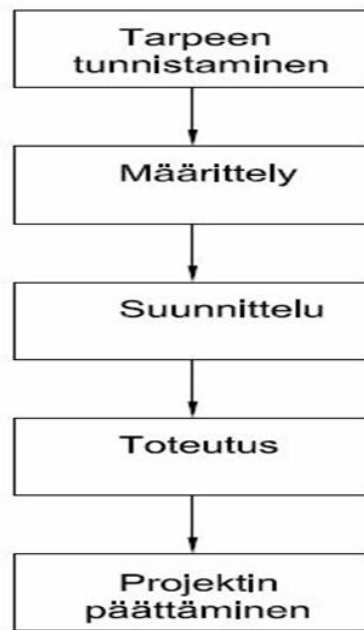 Tarpeen
tunnistaminen
Määrittely
Suunnittelu
Toteutus
Projektin
päättäminen